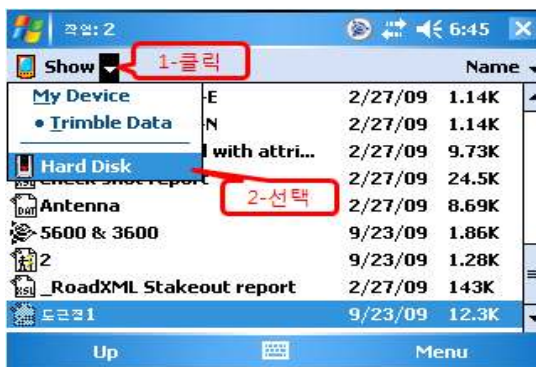 작업: 2 6:45
Show Name
1-클릭
My Device
Trimble Data
Hard Disk
2-선택
-E 2/27/09 1.14K
-N 2/27/09 1.14K
l with attri... 2/27/09 9.73K
Check shot report 2/27/09 24.5K
Antenna 2/27/09 8.69K
5600 & 3600 9/23/09 1.86K
2 9/23/09 1.28K
_RoadXML Stakeout report 2/27/09 143K
도근점1 9/23/09 12.3K
Up Menu